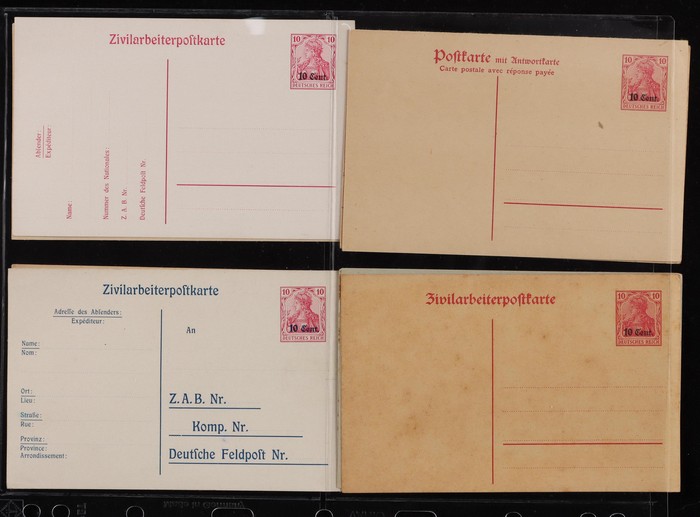 Zivilarbeiterpoſtkarte
10 10
10 Cent.
DEUTSCHES REICH
Abſender:
Expéditeur:
Name:
Nummer des Nationales:
Z. A. B. Nr.
Deutſche Feldpoſt Nr.
Poſtkarte mit Antwortkarte
Carte postale avec réponse payée
10 10
10 Cent.
DEUTSCHES REICH
Zivilarbeiterpoſtkarte
Adreſſe des Abſenders:
Expéditeur:
An
10 10
10 Cent.
DEUTSCHES REICH
Name:
Nom:
Ort:
Lieu:
Straße:
Rue:
Provinz:
Province:
Arrondissement:
Z.A.B. Nr.
Komp. Nr.
Deutſche Feldpoſt Nr.
Zivilarbeiterpoſtkarte
10 10
10 Cent.
DEUTSCHES REICH